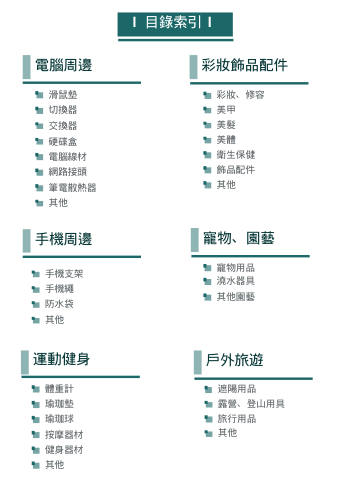 目錄索引
電腦周邊
滑鼠墊
切換器
交換器
硬碟盒
電腦線材
網路接頭
筆電散熱器
其他
彩妝飾品配件
彩妝、修容
美甲
美髮
美體
衛生保健
飾品配件
其他
手機周邊
手機支架
手機繩
防水袋
其他
寵物、園藝
寵物用品
澆水器具
其他園藝
運動健身
體重計
瑜珈墊
瑜珈球
按摩器材
健身器材
其他
戶外旅遊
遮陽用品
露營、登山用具
旅行用品
其他